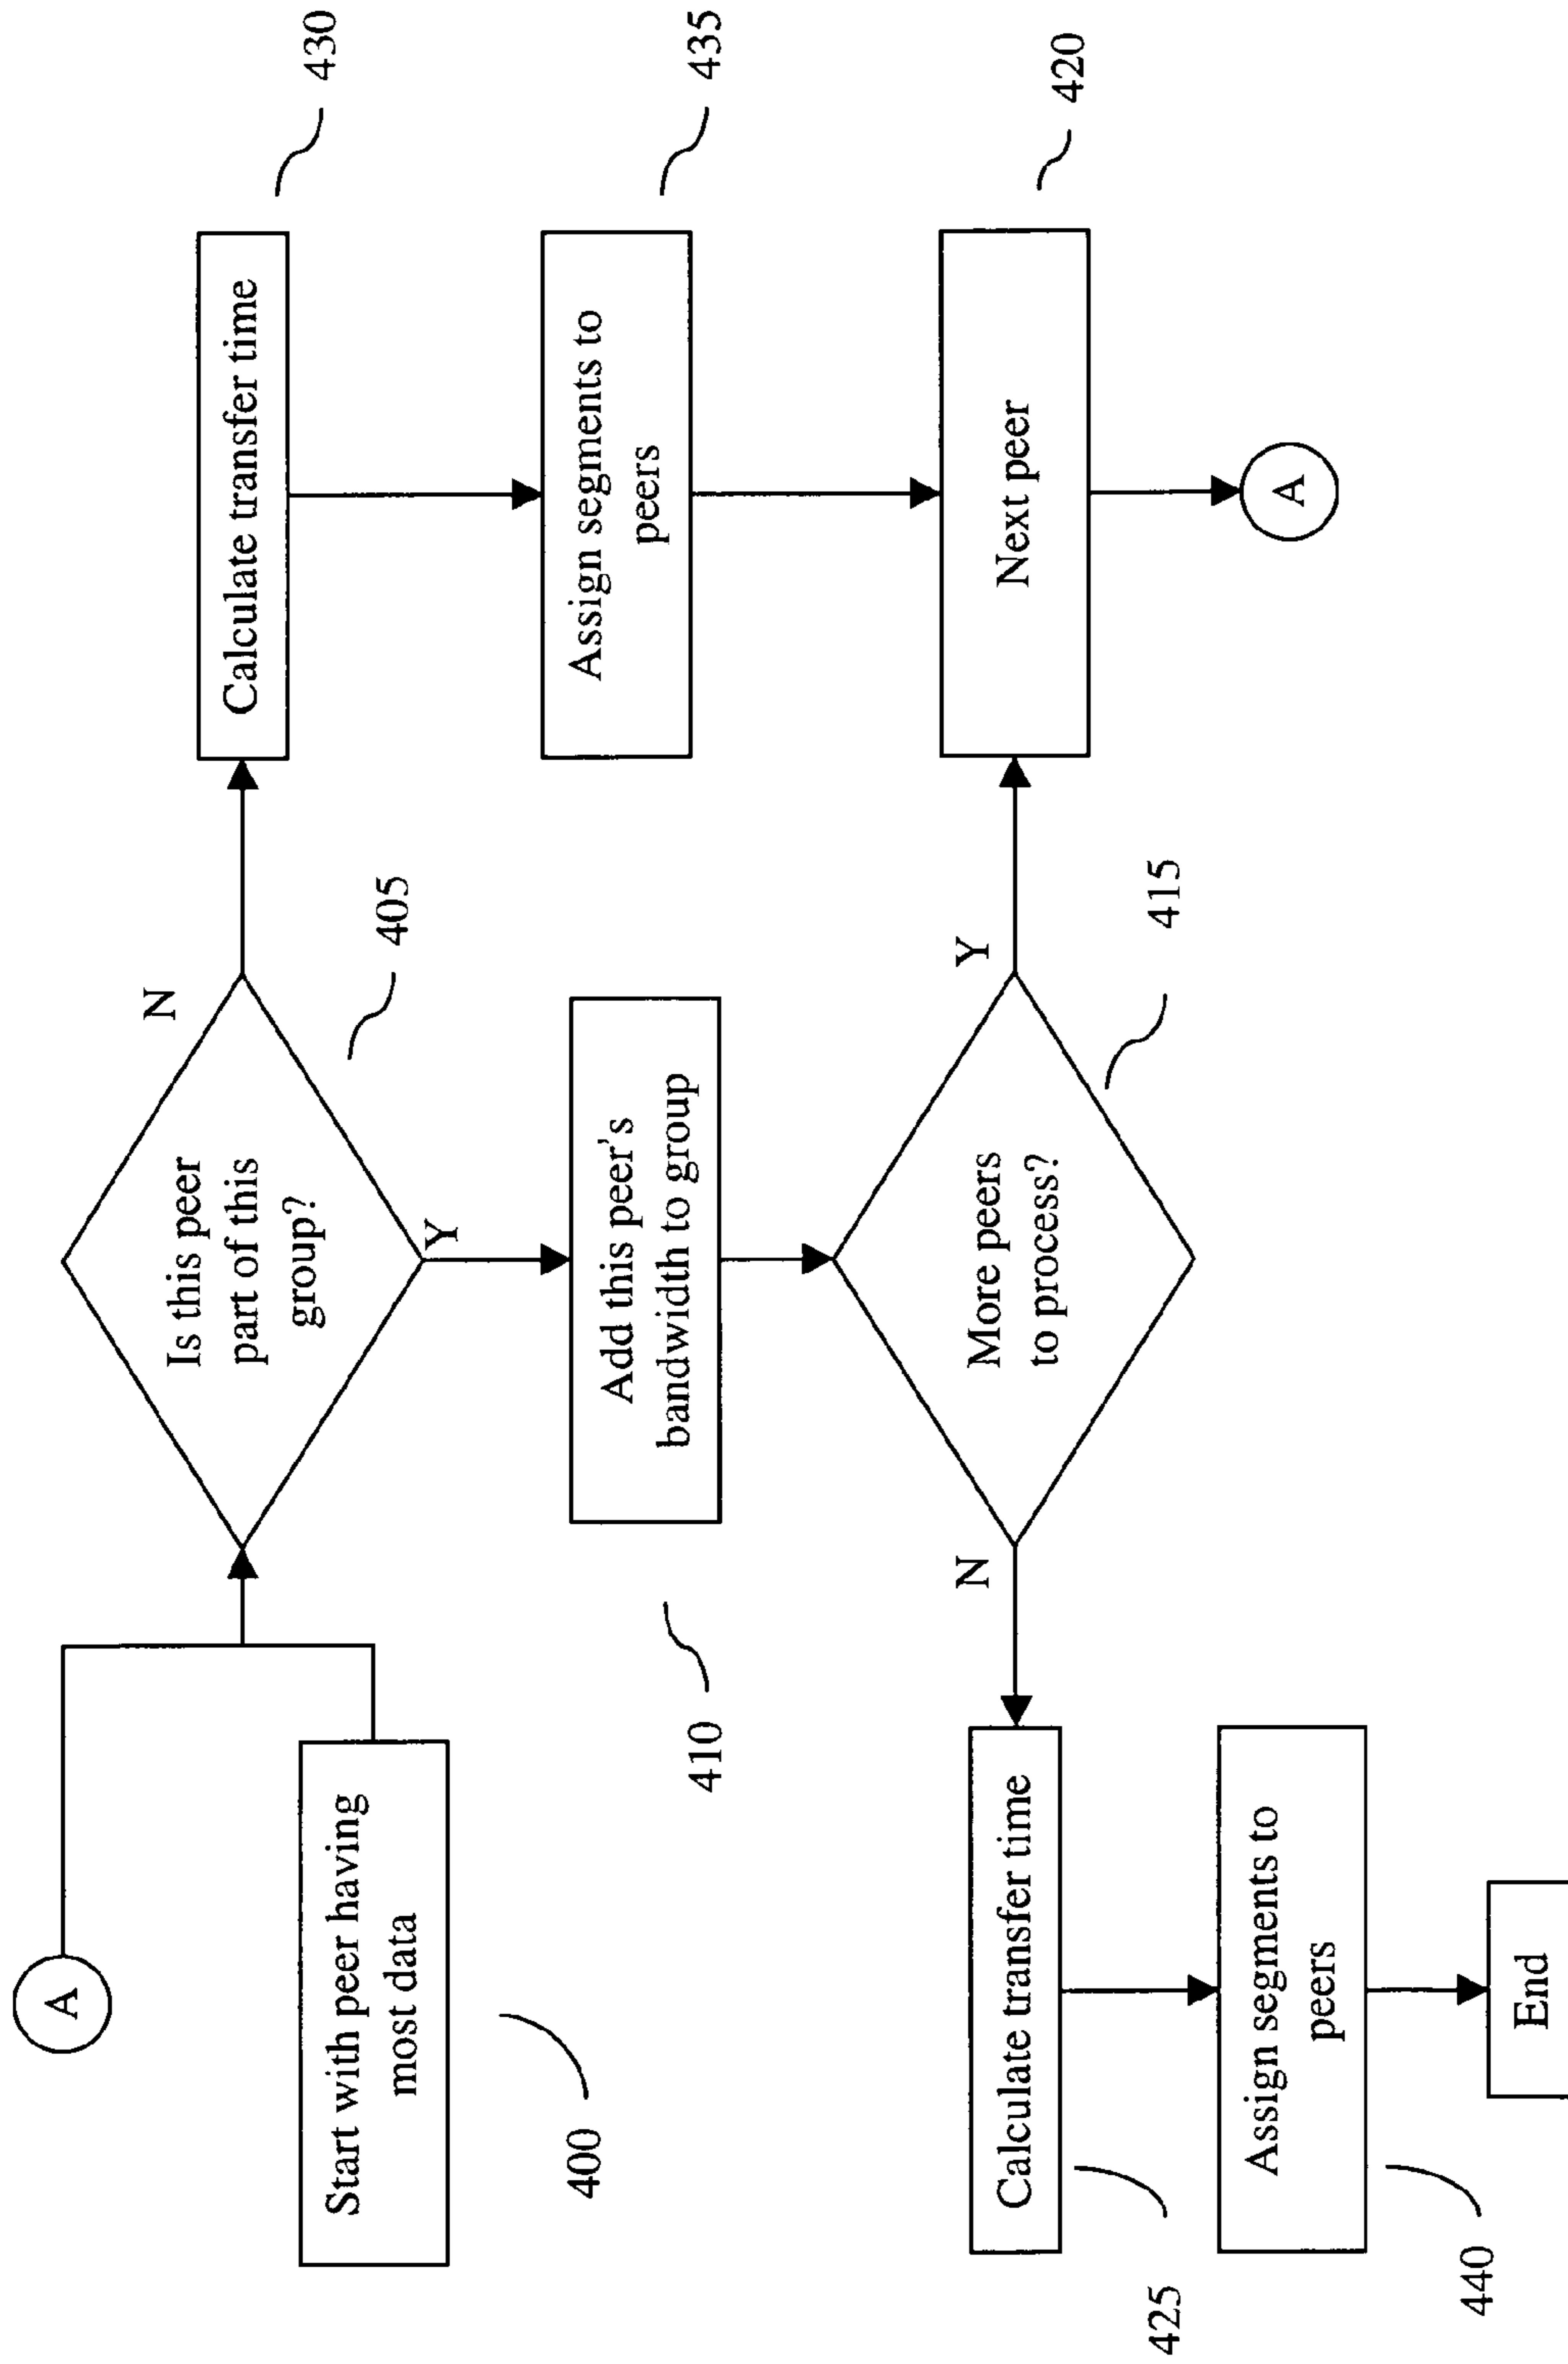 A
Start with peer having
most data
400
Is this peer
part of this
group?
405
N
Y
Calculate transfer time
430
Assign segments to
peers
435
Add this peer's
bandwidth to group
410
More peers
to process?
415
Y
N
Next peer
420
A
Calculate transfer time
425
Assign segments to
peers
440
End